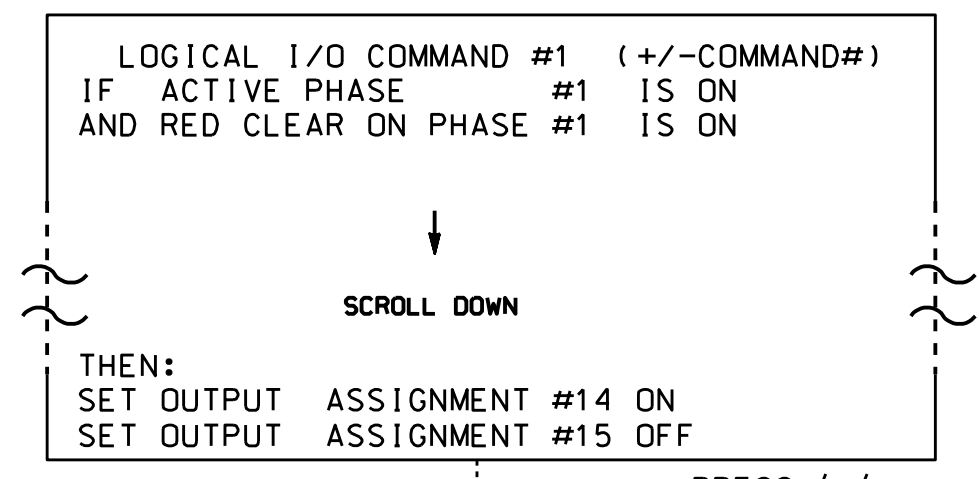 LOGICAL I/O COMMAND #1 (+/-COMMAND#)
IF ACTIVE PHASE #1 IS ON
AND RED CLEAR ON PHASE #1 IS ON
SCROLL DOWN
THEN:
SET OUTPUT ASSIGNMENT #14 ON
SET OUTPUT ASSIGNMENT #15 OFF